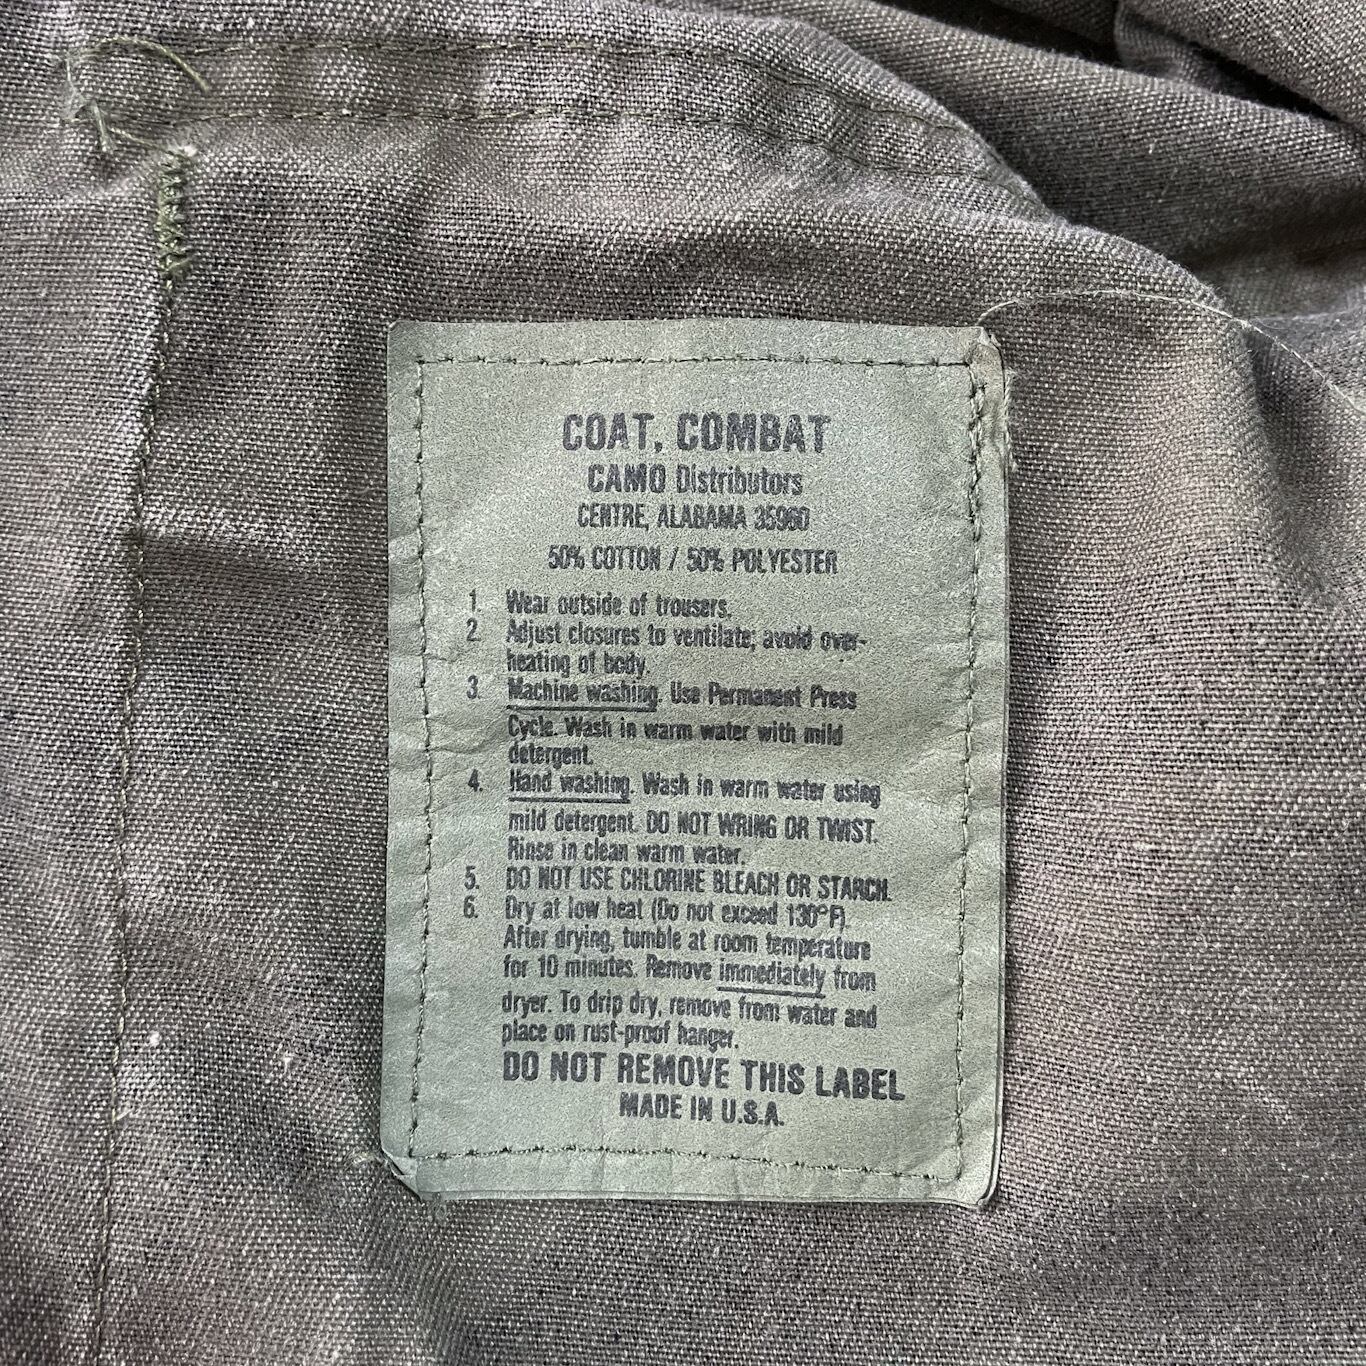 COAT, COMBAT
CAMO Distributors
CENTRE, ALABAMA 35960
50% COTTON / 50% POLYESTER
1. Wear outside of trousers.
2. Adjust closures to ventilate; avoid over-
heating of body.
3. Machine washing. Use Permanent Press
Cycle. Wash in warm water with mild
detergent.
4. Hand washing. Wash in warm water using
mild detergent. DO NOT WRING OR TWIST.
Rinse in clean warm water.
5. DO NOT USE CHLORINE BLEACH OR STARCH.
6. Dry at low heat (Do not exceed 130°F).
After drying, tumble at room temperature
for 10 minutes. Remove immediately from
dryer. To drip dry, remove from water and
place on rust-proof hanger.
DO NOT REMOVE THIS LABEL
MADE IN U.S.A.